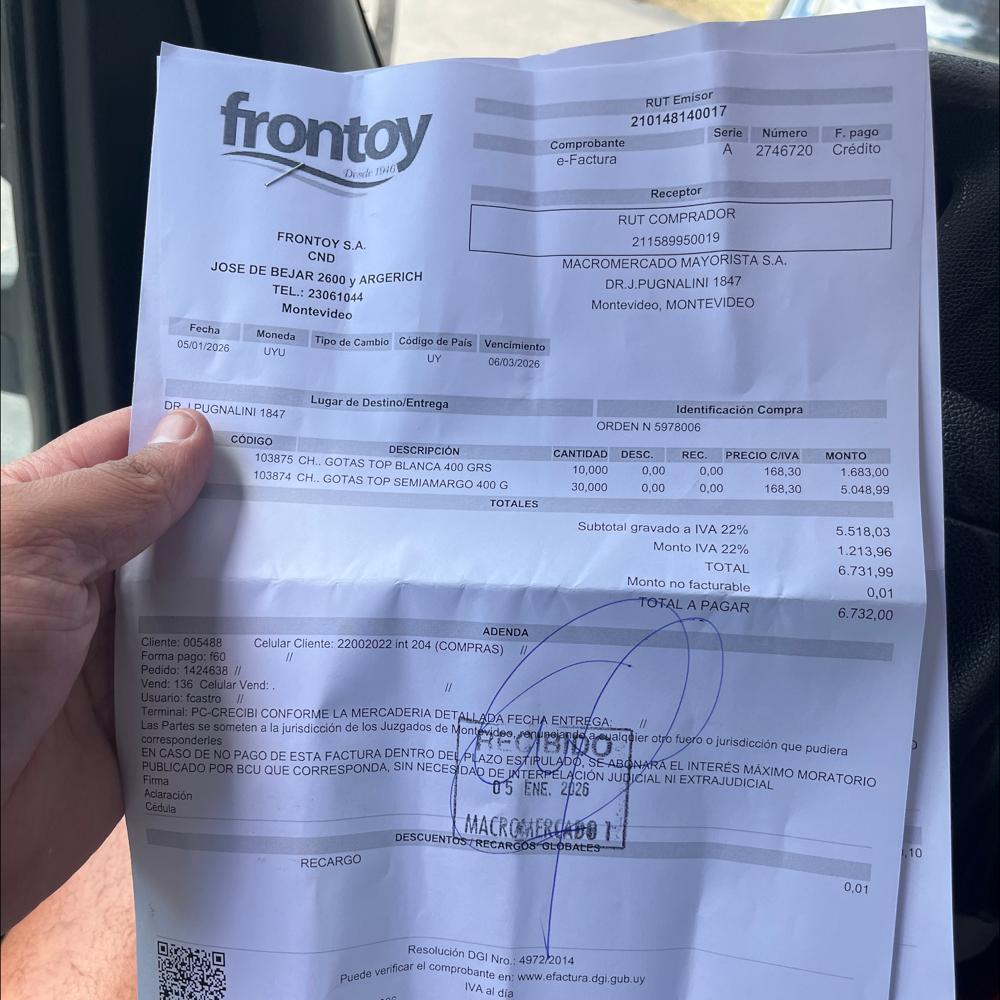 frontoy
Desde 1946
FRONTOY S.A.
CND
JOSE DE BEJAR 2600 y ARGERICH
TEL.: 23061044
Montevideo
RUT Emisor
210148140017
Comprobante Serie Número F. pago
e-Factura A 2746720 Crédito
Receptor
RUT COMPRADOR
211589950019
MACROMERCADO MAYORISTA S.A.
DR.J.PUGNALINI 1847
Montevideo, MONTEVIDEO
Fecha Moneda Tipo de Cambio Código de País Vencimiento
05/01/2026 UYU UY 06/03/2026
Lugar de Destino/Entrega Identificación Compra
DR.J.PUGNALINI 1847 ORDEN N 5978006
CÓDIGO DESCRIPCIÓN CANTIDAD DESC. REC. PRECIO C/IVA MONTO
103875 CH.. GOTAS TOP BLANCA 400 GRS 10,000 0,00 0,00 168,30 1.683,00
103874 CH.. GOTAS TOP SEMIAMARGO 400 G 30,000 0,00 0,00 168,30 5.048,99
TOTALES
Subtotal gravado a IVA 22% 5.518,03
Monto IVA 22% 1.213,96
TOTAL 6.731,99
Monto no facturable 0,01
TOTAL A PAGAR 6.732,00
ADENDA
Cliente: 005488 Celular Cliente: 22002022 int 204 (COMPRAS) //
Forma pago: f60 //
Pedido: 1424638 //
Vend: 136 Celular Vend: . //
Usuario: fcastro //
Terminal: PC-CRECIBI CONFORME LA MERCADERIA DETALLADA FECHA ENTREGA: //
Las Partes se someten a la jurisdicción de los Juzgados de Montevideo, renunciando a cualquier otro fuero o jurisdicción que pudiera
corresponderles
EN CASO DE NO PAGO DE ESTA FACTURA DENTRO DEL PLAZO ESTIPULADO, SE ABONARA EL INTERÉS MÁXIMO MORATORIO
PUBLICADO POR BCU QUE CORRESPONDA, SIN NECESIDAD DE INTERPELACIÓN JUDICIAL NI EXTRAJUDICIAL
Firma
Aclaración
Cédula
RECIBIDO
05 ENE. 2026
MACROMERCADO 1
DESCUENTOS / RECARGOS GLOBALES
RECARGO 0,01
Resolución DGI Nro.: 4972/2014
Puede verificar el comprobante en: www.efactura.dgi.gub.uy
IVA al día